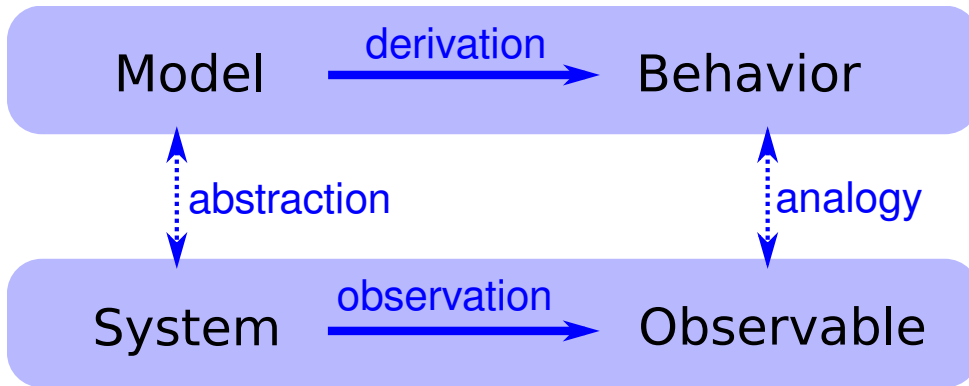 derivation
Model Behavior
abstraction analogy
observation
System Observable